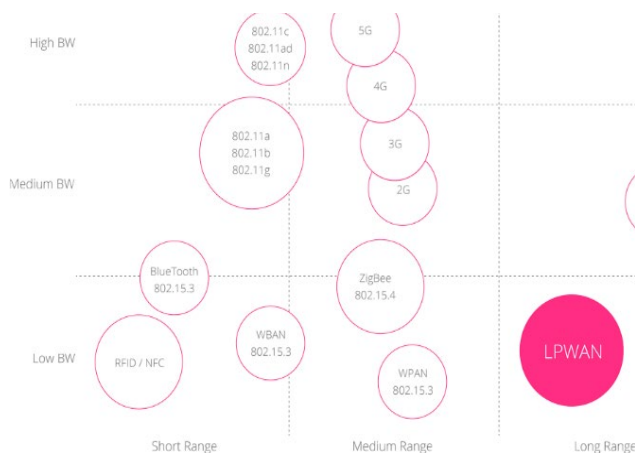 High BW
802.11c
802.11ad
802.11n
5G
4G
Medium BW
802.11a
802.11b
802.11g
3G
2G
BlueTooth
802.15.3
ZigBee
802.15.4
Low BW
RFID / NFC
WBAN
802.15.3
WPAN
802.15.3
LPWAN
Short Range
Medium Range
Long Range